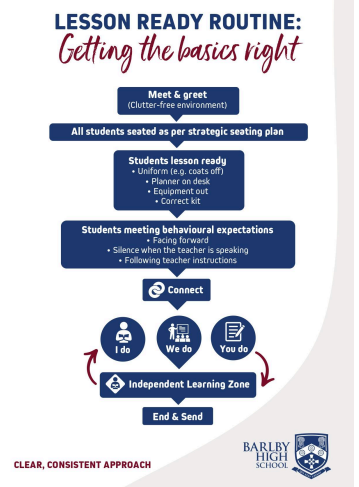 LESSON READY ROUTINE:
Getting the basics right
Meet & greet
(Clutter-free environment)
All students seated as per strategic seating plan
Students lesson ready
• Uniform (e.g. coats off)
• Planner on desk
• Equipment out
• Correct kit
Students meeting behavioural expectations
• Facing forward
• Silence when the teacher is speaking
• Following teacher instructions
Connect
I do
We do
You do
Independent Learning Zone
End & Send
BARLBY
HIGH
SCHOOL
CLEAR, CONSISTENT APPROACH